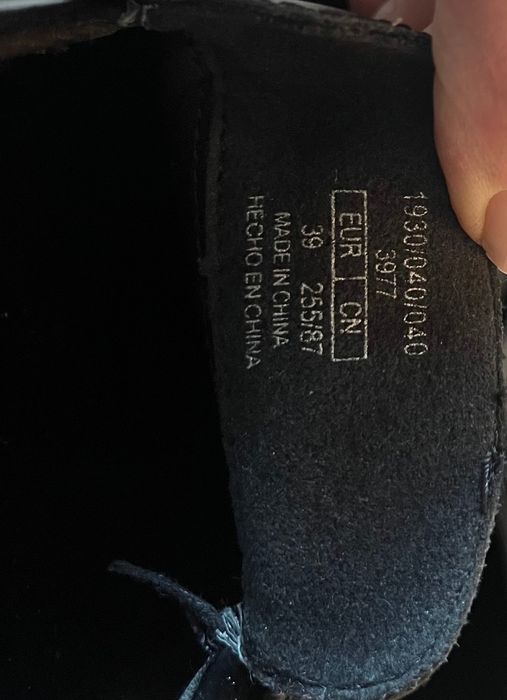 1930/040/040
3977
EUR | CN
39 255/87
MADE IN CHINA
HECHO EN CHINA